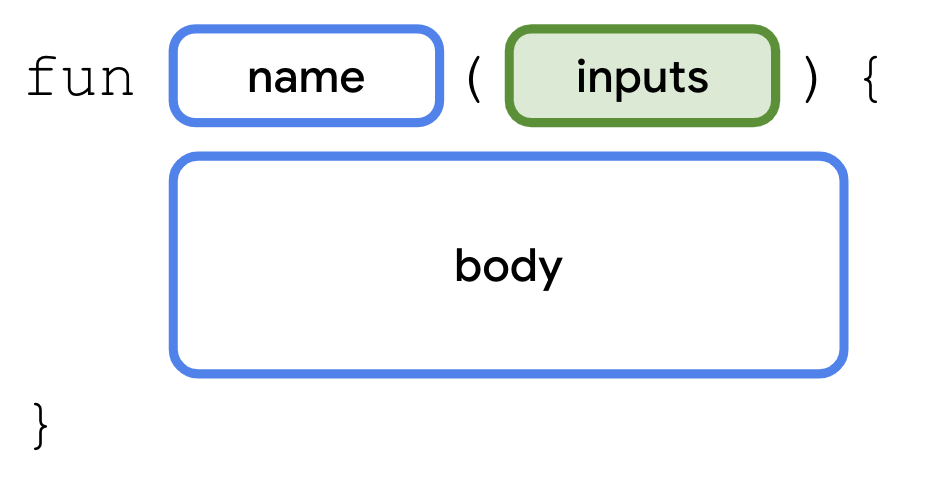 fun name ( inputs ) {
body
}